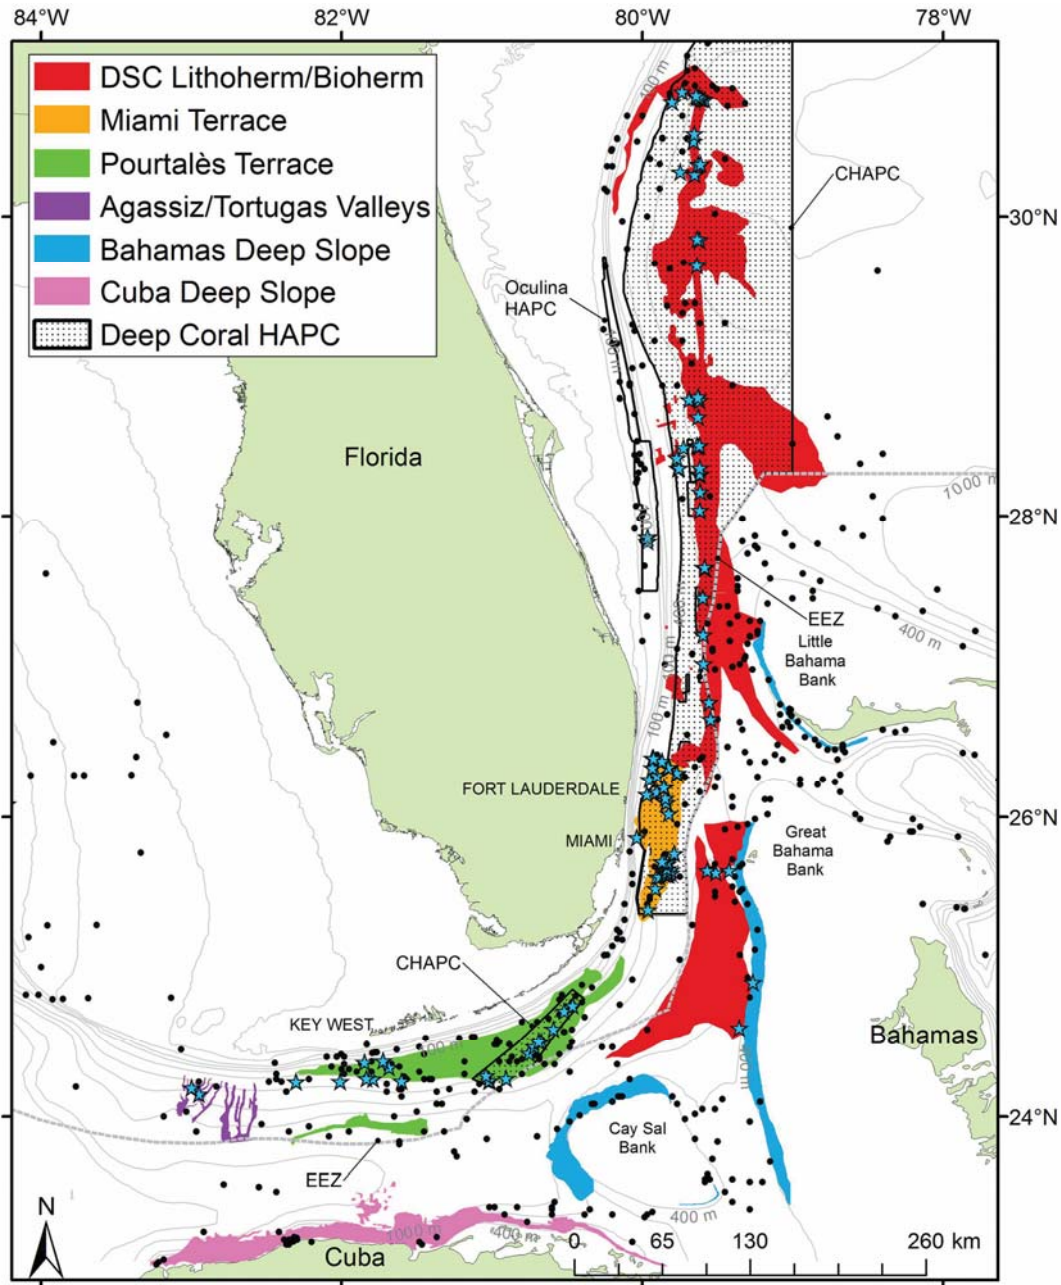 84°W 82°W 80°W 78°W
DSC Lithoherm/Bioherm
Miami Terrace
Pourtalès Terrace
Agassiz/Tortugas Valleys
Bahamas Deep Slope
Cuba Deep Slope
Deep Coral HAPC
400 m
CHAPC
30°N
Oculina
HAPC
Florida
1000 m
28°N
EEZ
Little
Bahama
Bank
400 m
100 m
FORT LAUDERDALE
26°N
MIAMI
Great
Bahama
Bank
CHAPC
KEY WEST
Bahamas
24°N
Cay Sal
Bank
EEZ
N
400 m
1000 m
400 m
0 65 130 260 km
Cuba